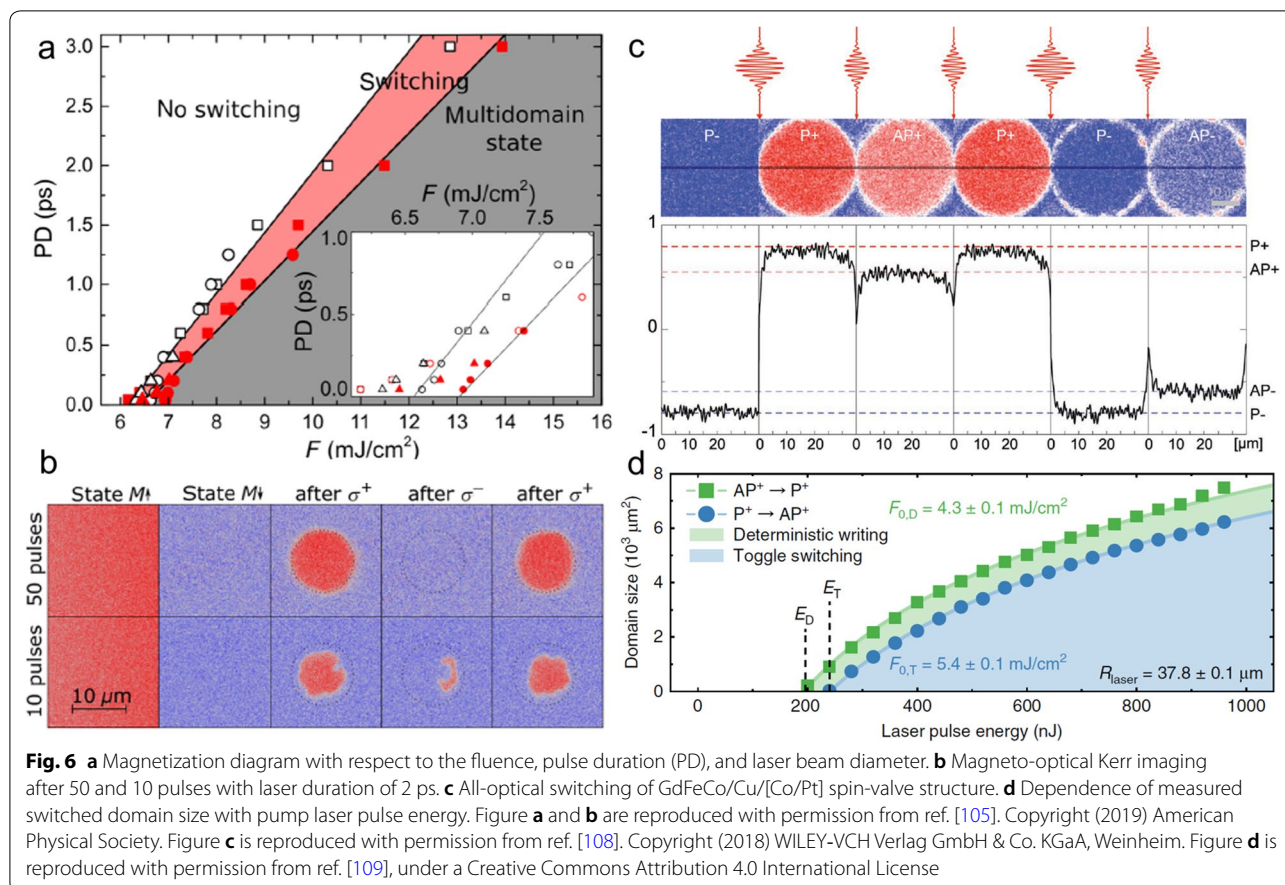 a
3.0
2.5
2.0
1.5
1.0
0.5
0.0
PD (ps)
No switching
Switching
Multidomain
state
F (mJ/cm²)
6.5 7.0 7.5
1.0
0.5
0.0
PD (ps)
6 7 8 9 10 11 12 13 14 15 16
F (mJ/cm²)
b
State M↑ State M↓ after σ⁺ after σ⁻ after σ⁺
50 pulses
10 pulses
10 μm
c
P- P+ AP+ P+ P- AP-
1
0
-1
P+
AP+
AP-
P-
0 10 20 0 10 20 0 10 20 0 10 20 0 10 20 0 10 20 [μm]
d
8
6
4
2
0
Domain size (10³ μm²)
AP⁺ → P⁺
P⁺ → AP⁺
Deterministic writing
Toggle switching
F0,D = 4.3 ± 0.1 mJ/cm²
E_D
E_T
F0,T = 5.4 ± 0.1 mJ/cm²
R_laser = 37.8 ± 0.1 μm
0 200 400 600 800 1000
Laser pulse energy (nJ)
Fig. 6 a Magnetization diagram with respect to the fluence, pulse duration (PD), and laser beam diameter. b Magneto-optical Kerr imaging
after 50 and 10 pulses with laser duration of 2 ps. c All-optical switching of GdFeCo/Cu/[Co/Pt] spin-valve structure. d Dependence of measured
switched domain size with pump laser pulse energy. Figure a and b are reproduced with permission from ref. [105]. Copyright (2019) American
Physical Society. Figure c is reproduced with permission from ref. [108]. Copyright (2018) WILEY-VCH Verlag GmbH & Co. KGaA, Weinheim. Figure d is
reproduced with permission from ref. [109], under a Creative Commons Attribution 4.0 International License